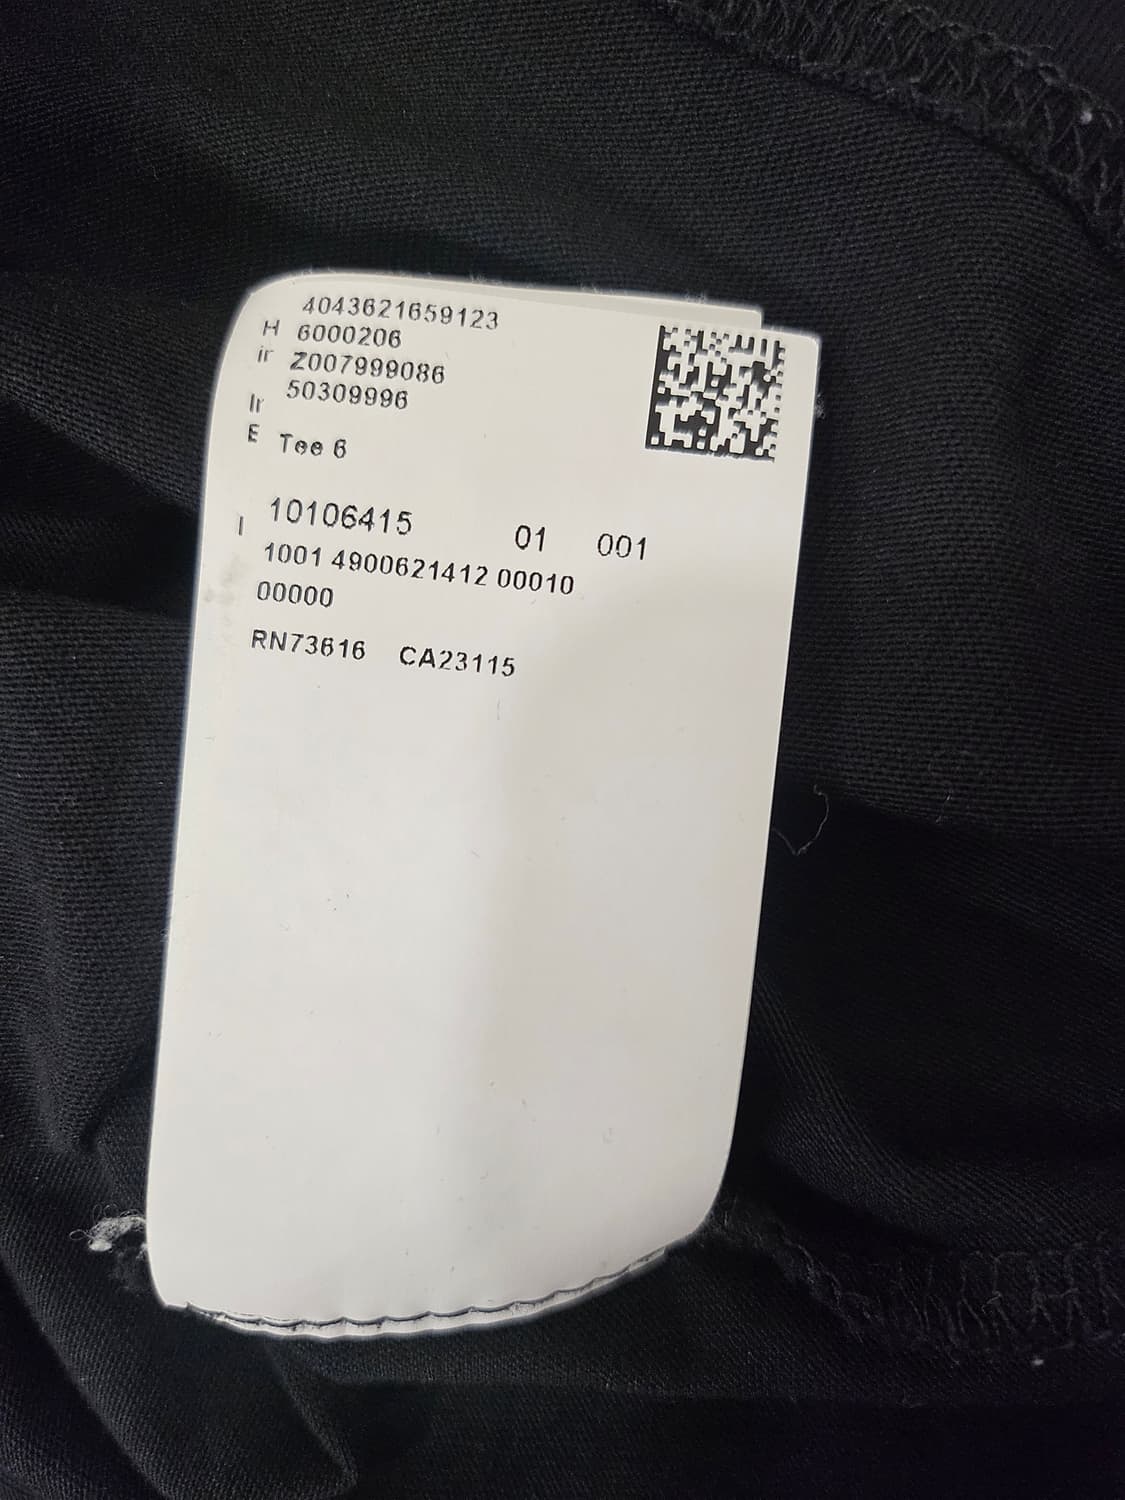 4043621659123
H 6000206
ir Z007999086
Ir 50309996
E Tee 6
10106415 01 001
1001 4900621412 00010
00000
RN73616 CA23115